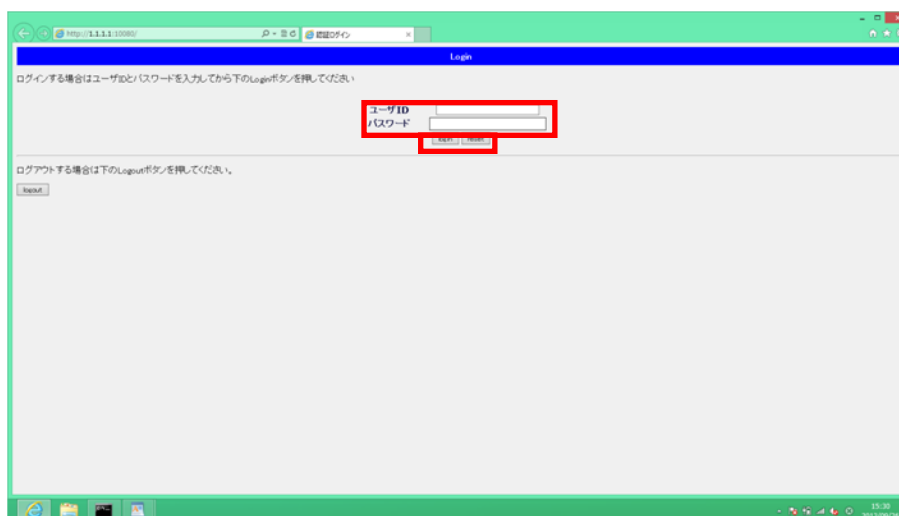 http://1.1.1.1:10080/
認証ログイン
Login
ログインする場合はユーザIDとパスワードを入力してから下のLoginボタンを押してください
ユーザID
パスワード
login reset
ログアウトする場合は下のLogoutボタンを押してください。
logout
15:30